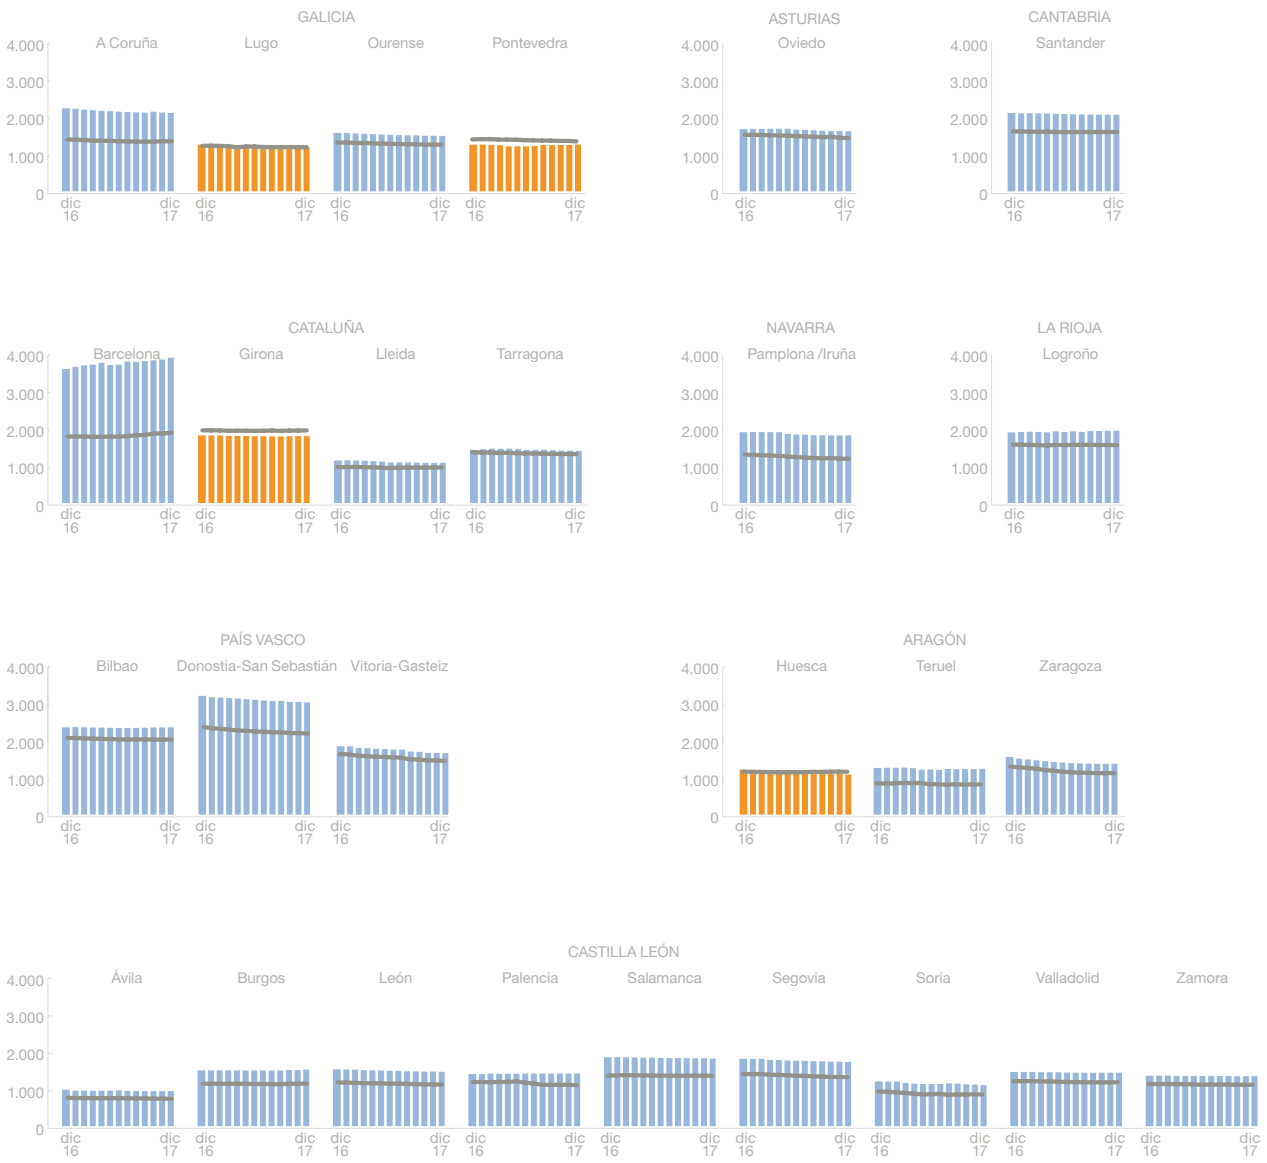 GALICIA
ASTURIAS
CANTABRIA
4.000
A Coruña
Lugo
Ourense
Pontevedra
4.000
Oviedo
4.000
Santander
3.000
3.000
3.000
2.000
2.000
2.000
1.000
1.000
1.000
0
0
0
dic
16
dic
17
dic
16
dic
17
dic
16
dic
17
dic
16
dic
17
dic
16
dic
17
dic
16
dic
17
CATALUÑA
NAVARRA
LA RIOJA
4.000
Barcelona
Girona
Lleida
Tarragona
4.000
Pamplona /Iruña
4.000
Logroño
3.000
3.000
3.000
2.000
2.000
2.000
1.000
1.000
1.000
0
0
0
dic
16
dic
17
dic
16
dic
17
dic
16
dic
17
dic
16
dic
17
dic
16
dic
17
dic
16
dic
17
PAÍS VASCO
ARAGÓN
4.000
Bilbao
Donostia-San Sebastián
Vitoria-Gasteiz
4.000
Huesca
Teruel
Zaragoza
3.000
3.000
2.000
2.000
1.000
1.000
0
0
dic
16
dic
17
dic
16
dic
17
dic
16
dic
17
dic
16
dic
17
dic
16
dic
17
dic
16
dic
17
CASTILLA LEÓN
4.000
Ávila
Burgos
León
Palencia
Salamanca
Segovia
Soria
Valladolid
Zamora
3.000
2.000
1.000
0
dic
16
dic
17
dic
16
dic
17
dic
16
dic
17
dic
16
dic
17
dic
16
dic
17
dic
16
dic
17
dic
16
dic
17
dic
16
dic
17
dic
16
dic
17